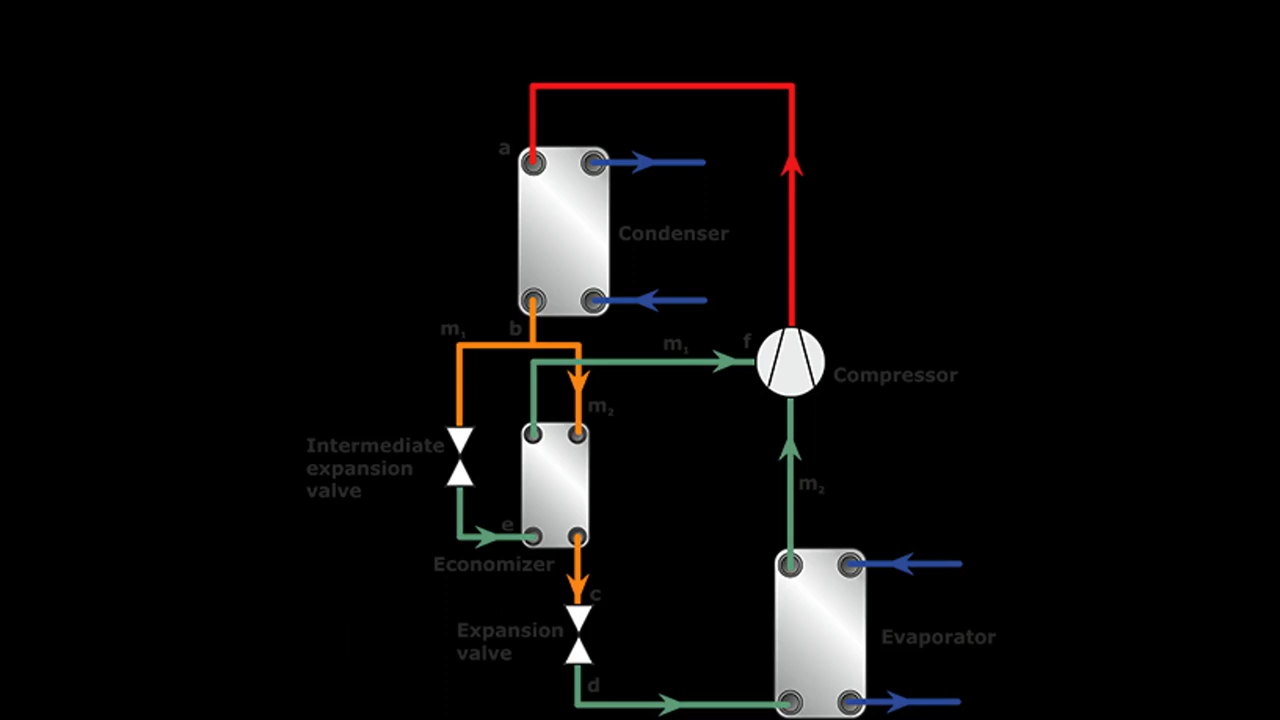 a
Condenser
m₁
b
m₁
f
Compressor
m₂
Intermediate
expansion
valve
m₂
e
Economizer
c
Expansion
valve
Evaporator
d